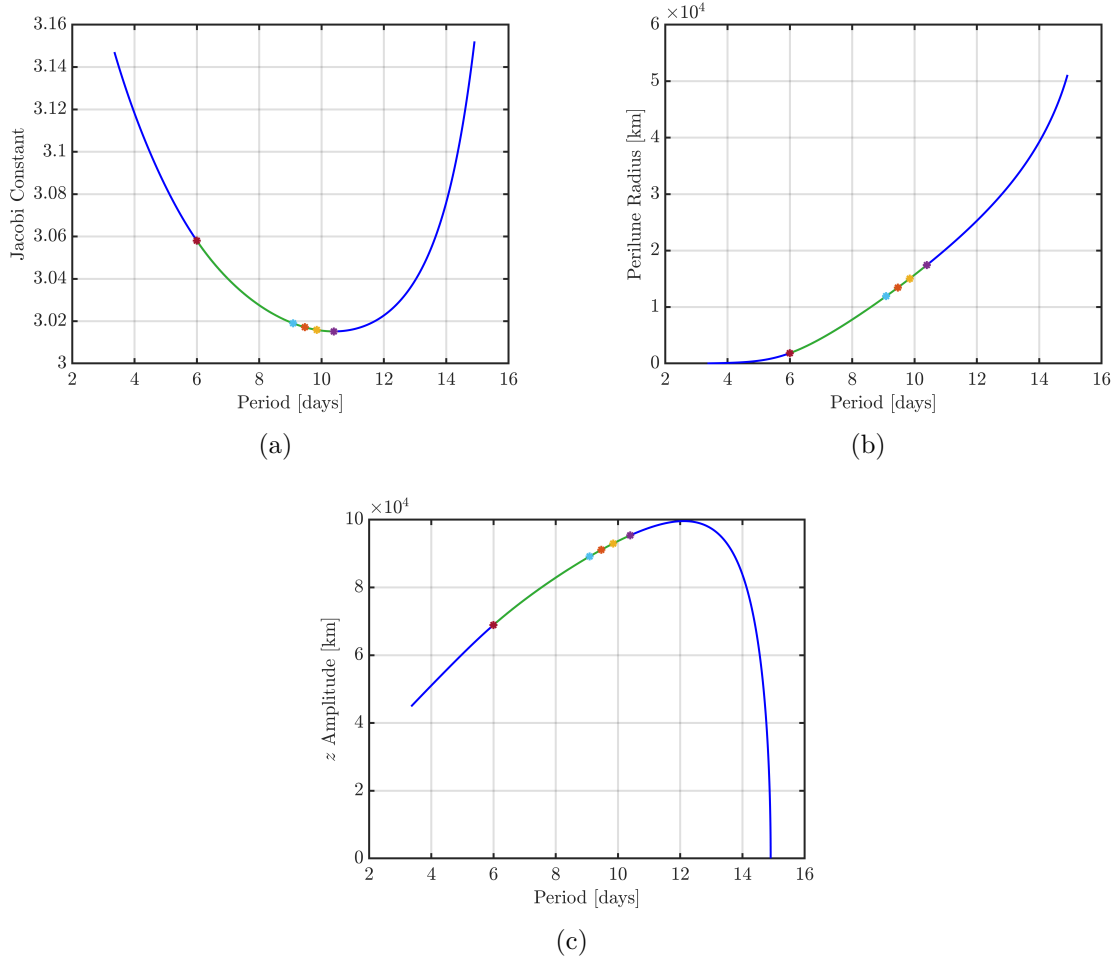 3.16
3.14
3.12
3.1
3.08
3.06
3.04
3.02
3
Jacobi Constant
2 4 6 8 10 12 14 16
Period [days]
(a)
×10⁴
6
5
4
3
2
1
0
Perilune Radius [km]
2 4 6 8 10 12 14 16
Period [days]
(b)
×10⁴
10
8
6
4
2
0
z Amplitude [km]
2 4 6 8 10 12 14 16
Period [days]
(c)